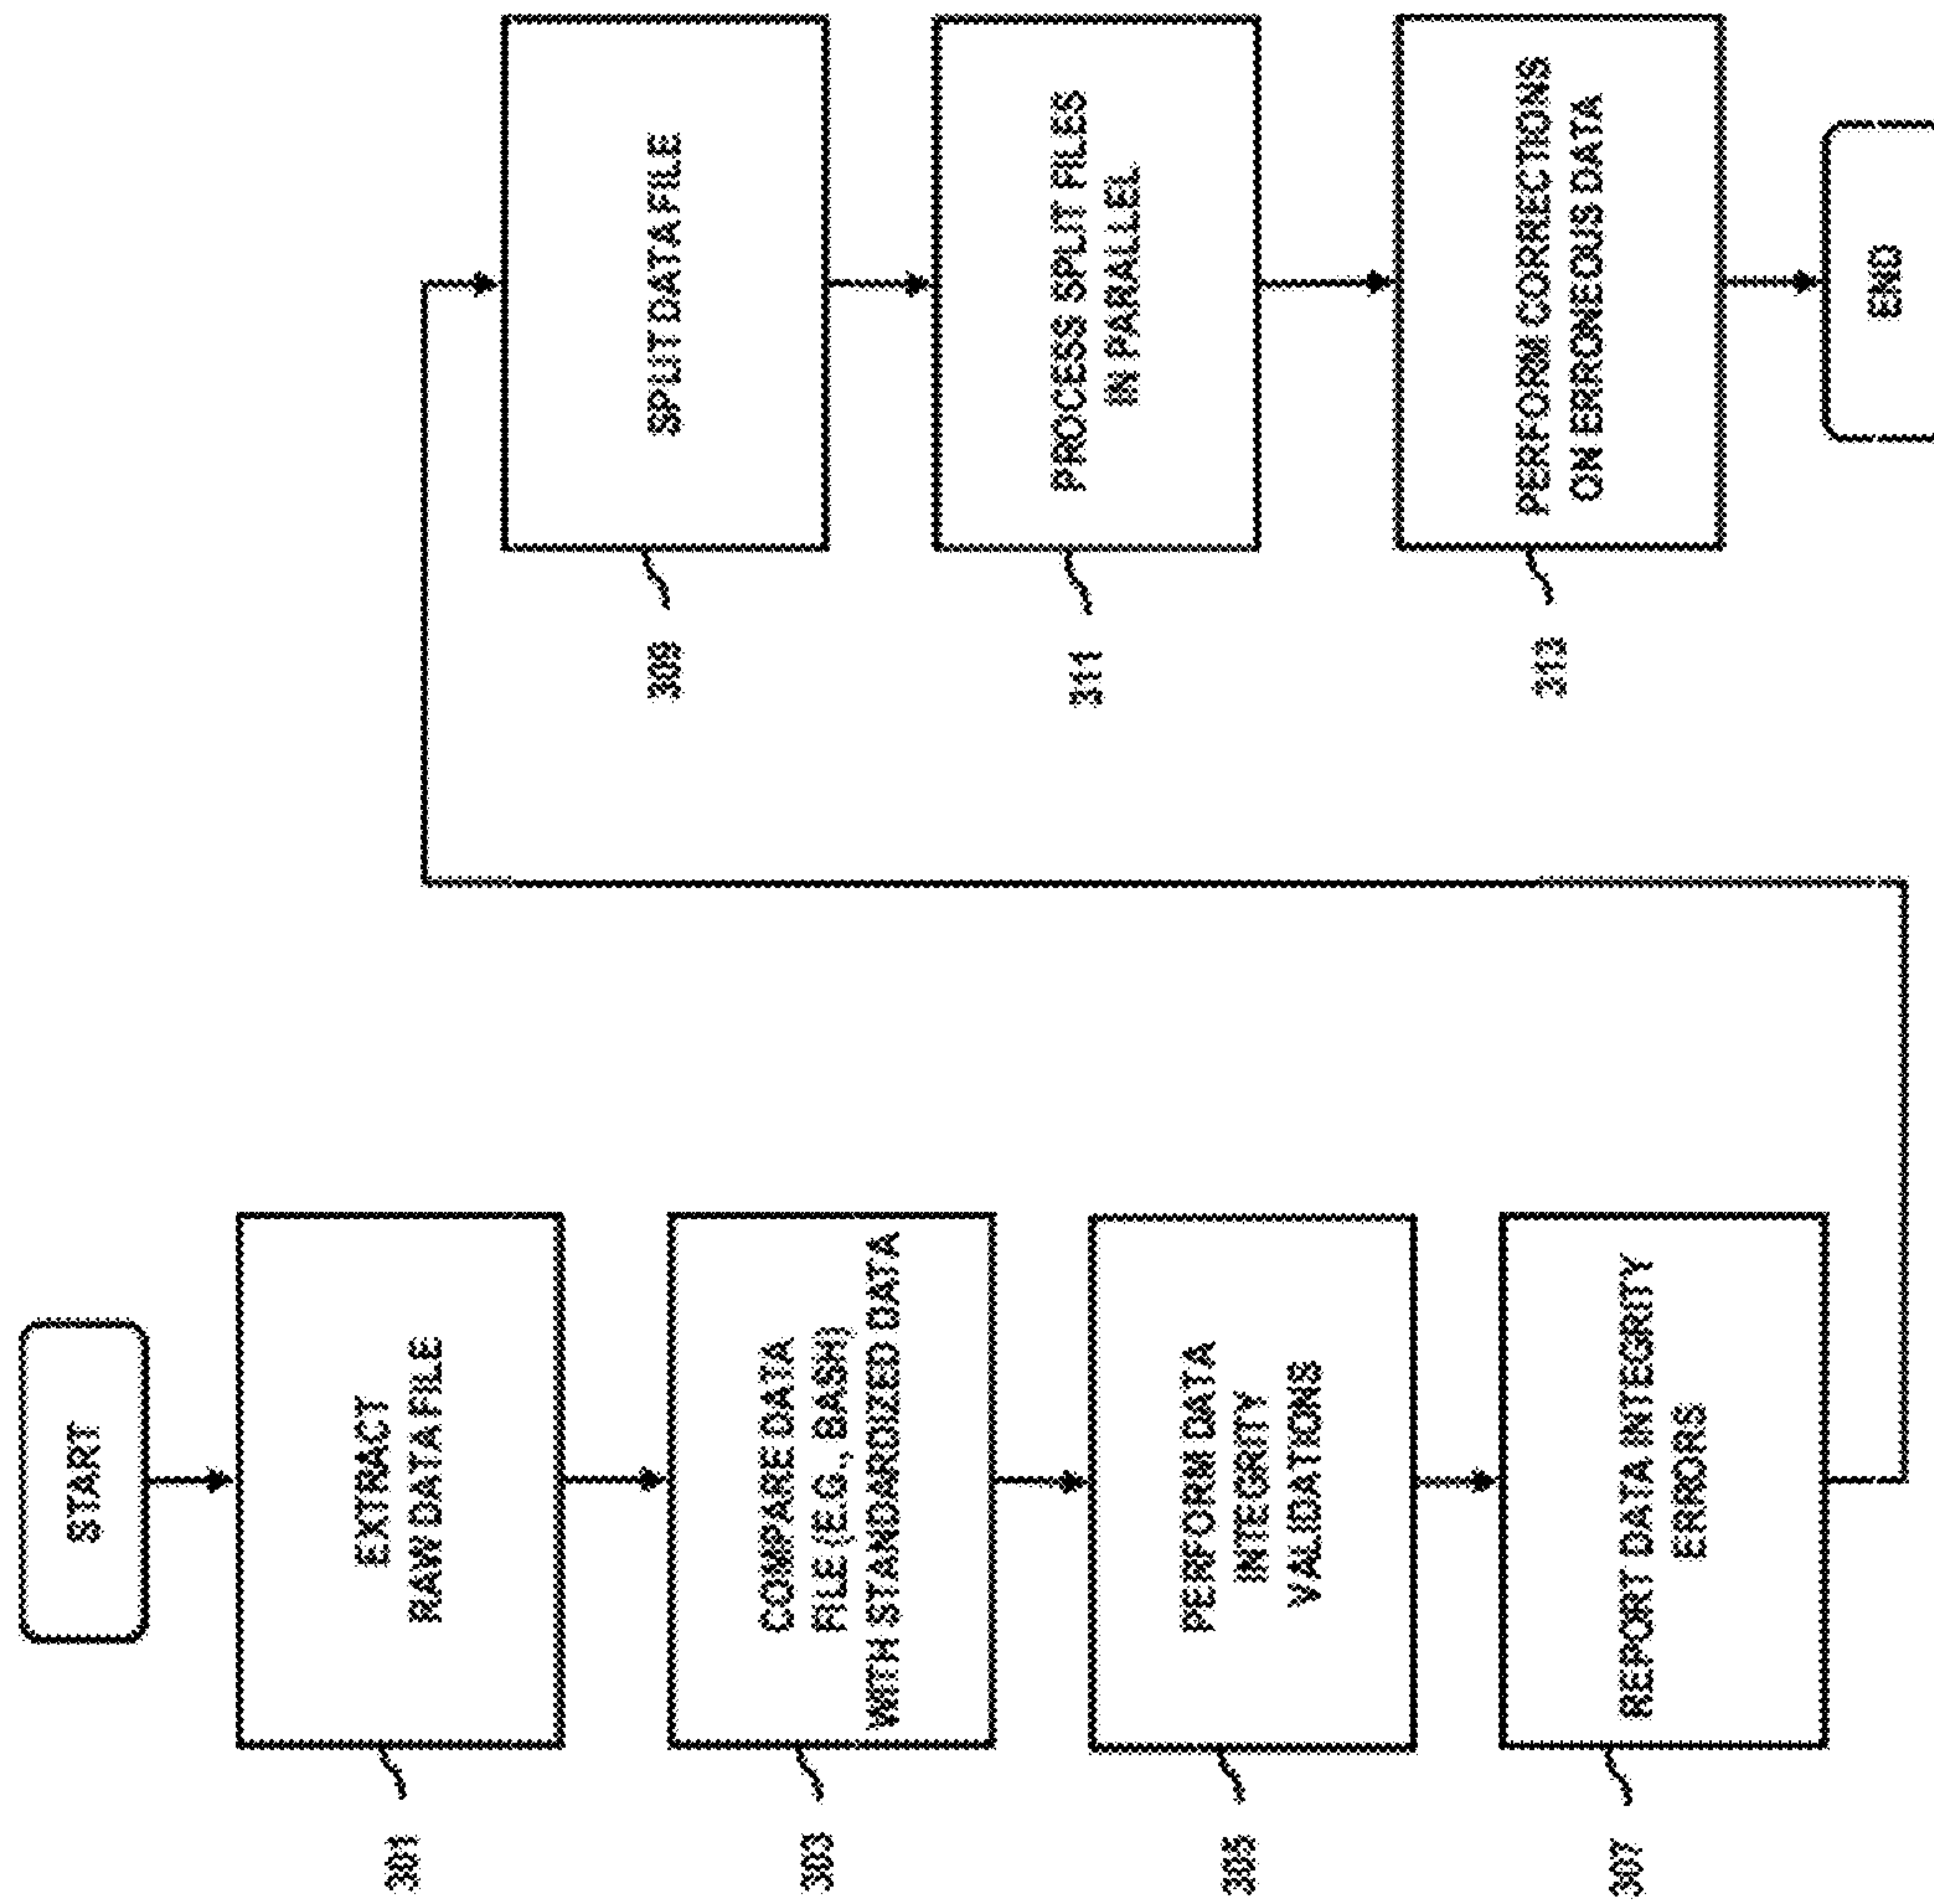 START
EXTRACT
RAW DATA FILE
301
COMPARE DATA
FILE (E.G., BASH)
WITH STANDARDIZED DATA
303
PERFORM DATA
INTEGRITY
VALIDATIONS
305
REPORT DATA INTEGRITY
ERRORS
307
SPLIT DATA FILE
309
PROCESS SPLIT FILES
IN PARALLEL
311
PERFORM CORRECTIONS
ON ERRONEOUS DATA
313
END